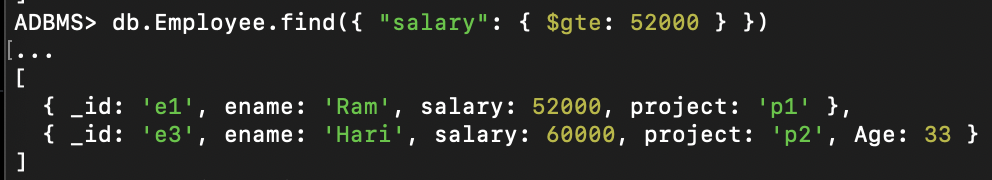 ]
ADBMS> db.Employee.find({ "salary": { $gte: 52000 } })
[...
[
  { _id: 'e1', ename: 'Ram', salary: 52000, project: 'p1' },
  { _id: 'e3', ename: 'Hari', salary: 60000, project: 'p2', Age: 33 }
]